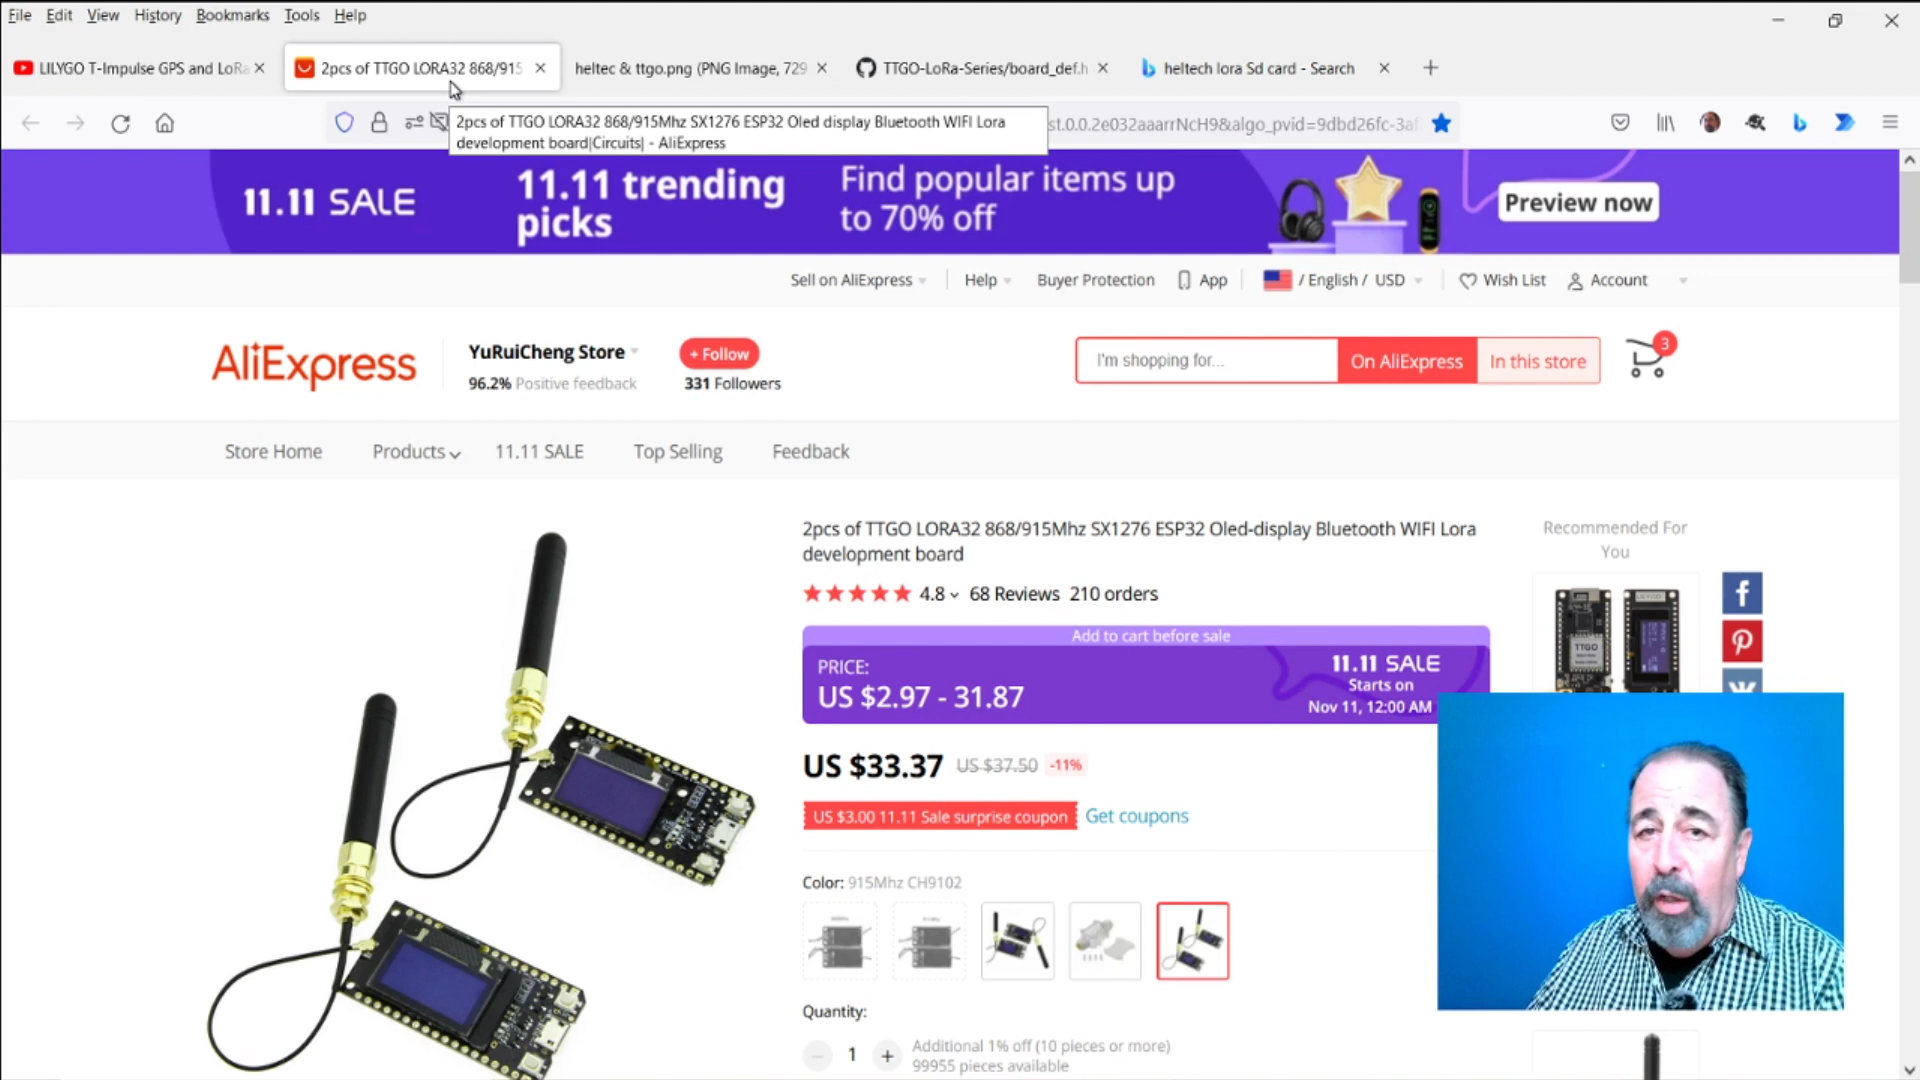 File Edit View History Bookmarks Tools Help
LILYGO T-Impulse GPS and LoRa
2pcs of TTGO LORA32 868/915
heltec & ttgo.png (PNG Image, 729
TTGO-LoRa-Series/board_def.h
heltech lora Sd card - Search
2pcs of TTGO LORA32 868/915Mhz SX1276 ESP32 Oled display Bluetooth WIFI Lora
development board|Circuits| - AliExpress
st.0.0.2e032aaarrNcH9&algo_pvid=9dbd26fc-3af
11.11 SALE
11.11 trending
picks
Find popular items up
to 70% off
Preview now
Sell on AliExpress
Help
Buyer Protection
App
/ English / USD
Wish List
Account
AliExpress
YuRuiCheng Store
96.2% Positive feedback
+ Follow
331 Followers
I'm shopping for...
On AliExpress
In this store
3
Store Home
Products
11.11 SALE
Top Selling
Feedback
2pcs of TTGO LORA32 868/915Mhz SX1276 ESP32 Oled-display Bluetooth WIFI Lora
development board
4.8
68 Reviews
210 orders
Add to cart before sale
PRICE:
US $2.97 - 31.87
11.11 SALE
Starts on
Nov 11, 12:00 AM
US $33.37 US $37.50 -11%
US $3.00 11.11 Sale surprise coupon
Get coupons
Color: 915Mhz CH9102
Quantity:
1
Additional 1% off (10 pieces or more)
99955 pieces available
Recommended For
You
TTGO